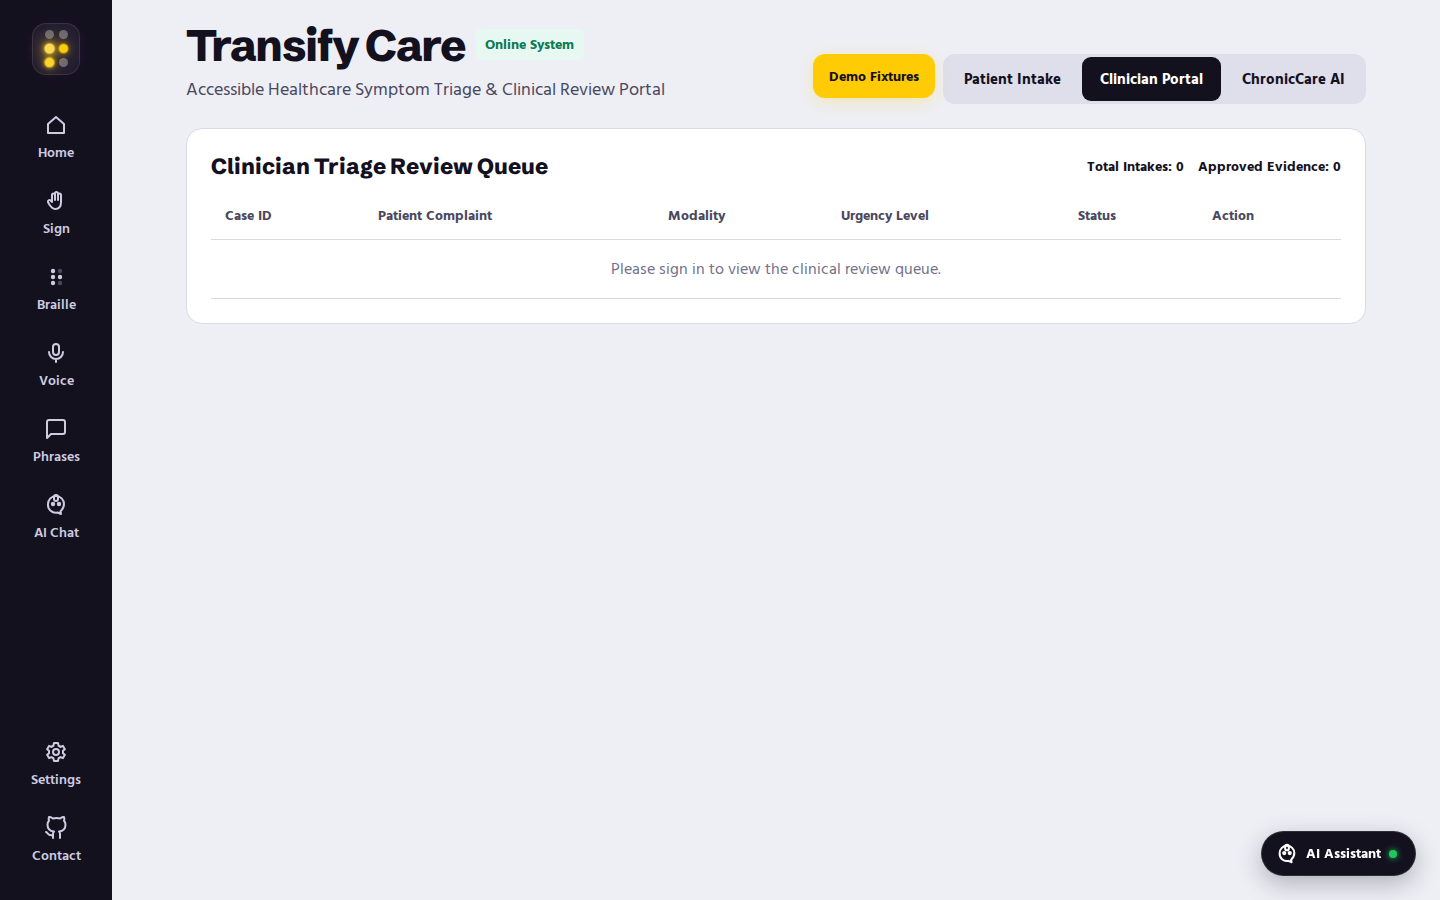 Home
Sign
Braille
Voice
Phrases
AI Chat
Settings
Contact
Transify Care
Online System
Accessible Healthcare Symptom Triage & Clinical Review Portal
Demo Fixtures
Patient Intake
Clinician Portal
ChronicCare AI
Clinician Triage Review Queue
Total Intakes: 0 Approved Evidence: 0
Case ID Patient Complaint Modality Urgency Level Status Action
Please sign in to view the clinical review queue.
AI Assistant